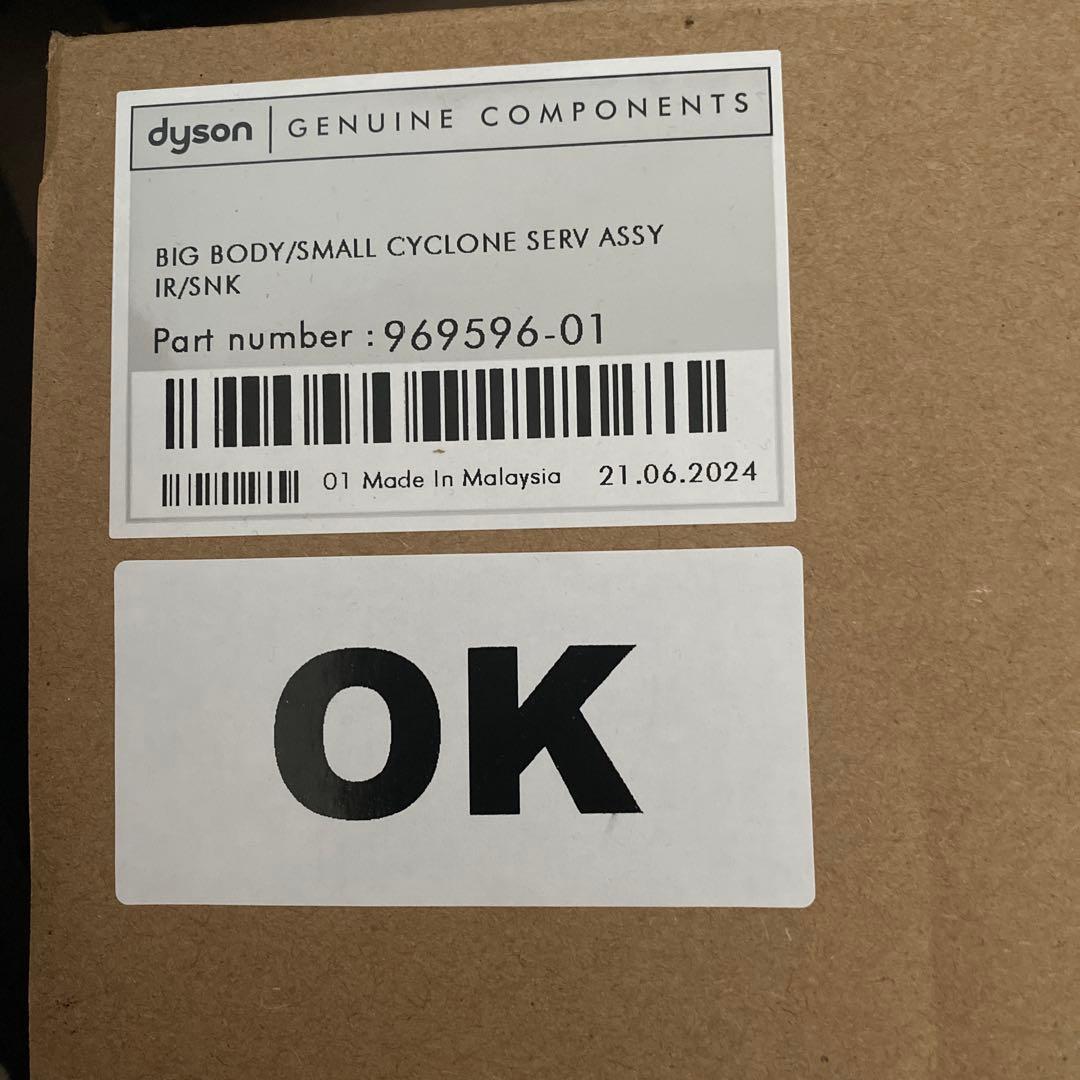 dyson | GENUINE COMPONENTS
BIG BODY/SMALL CYCLONE SERV ASSY
IR/SNK
Part number : 969596-01
01 Made In Malaysia 21.06.2024
OK